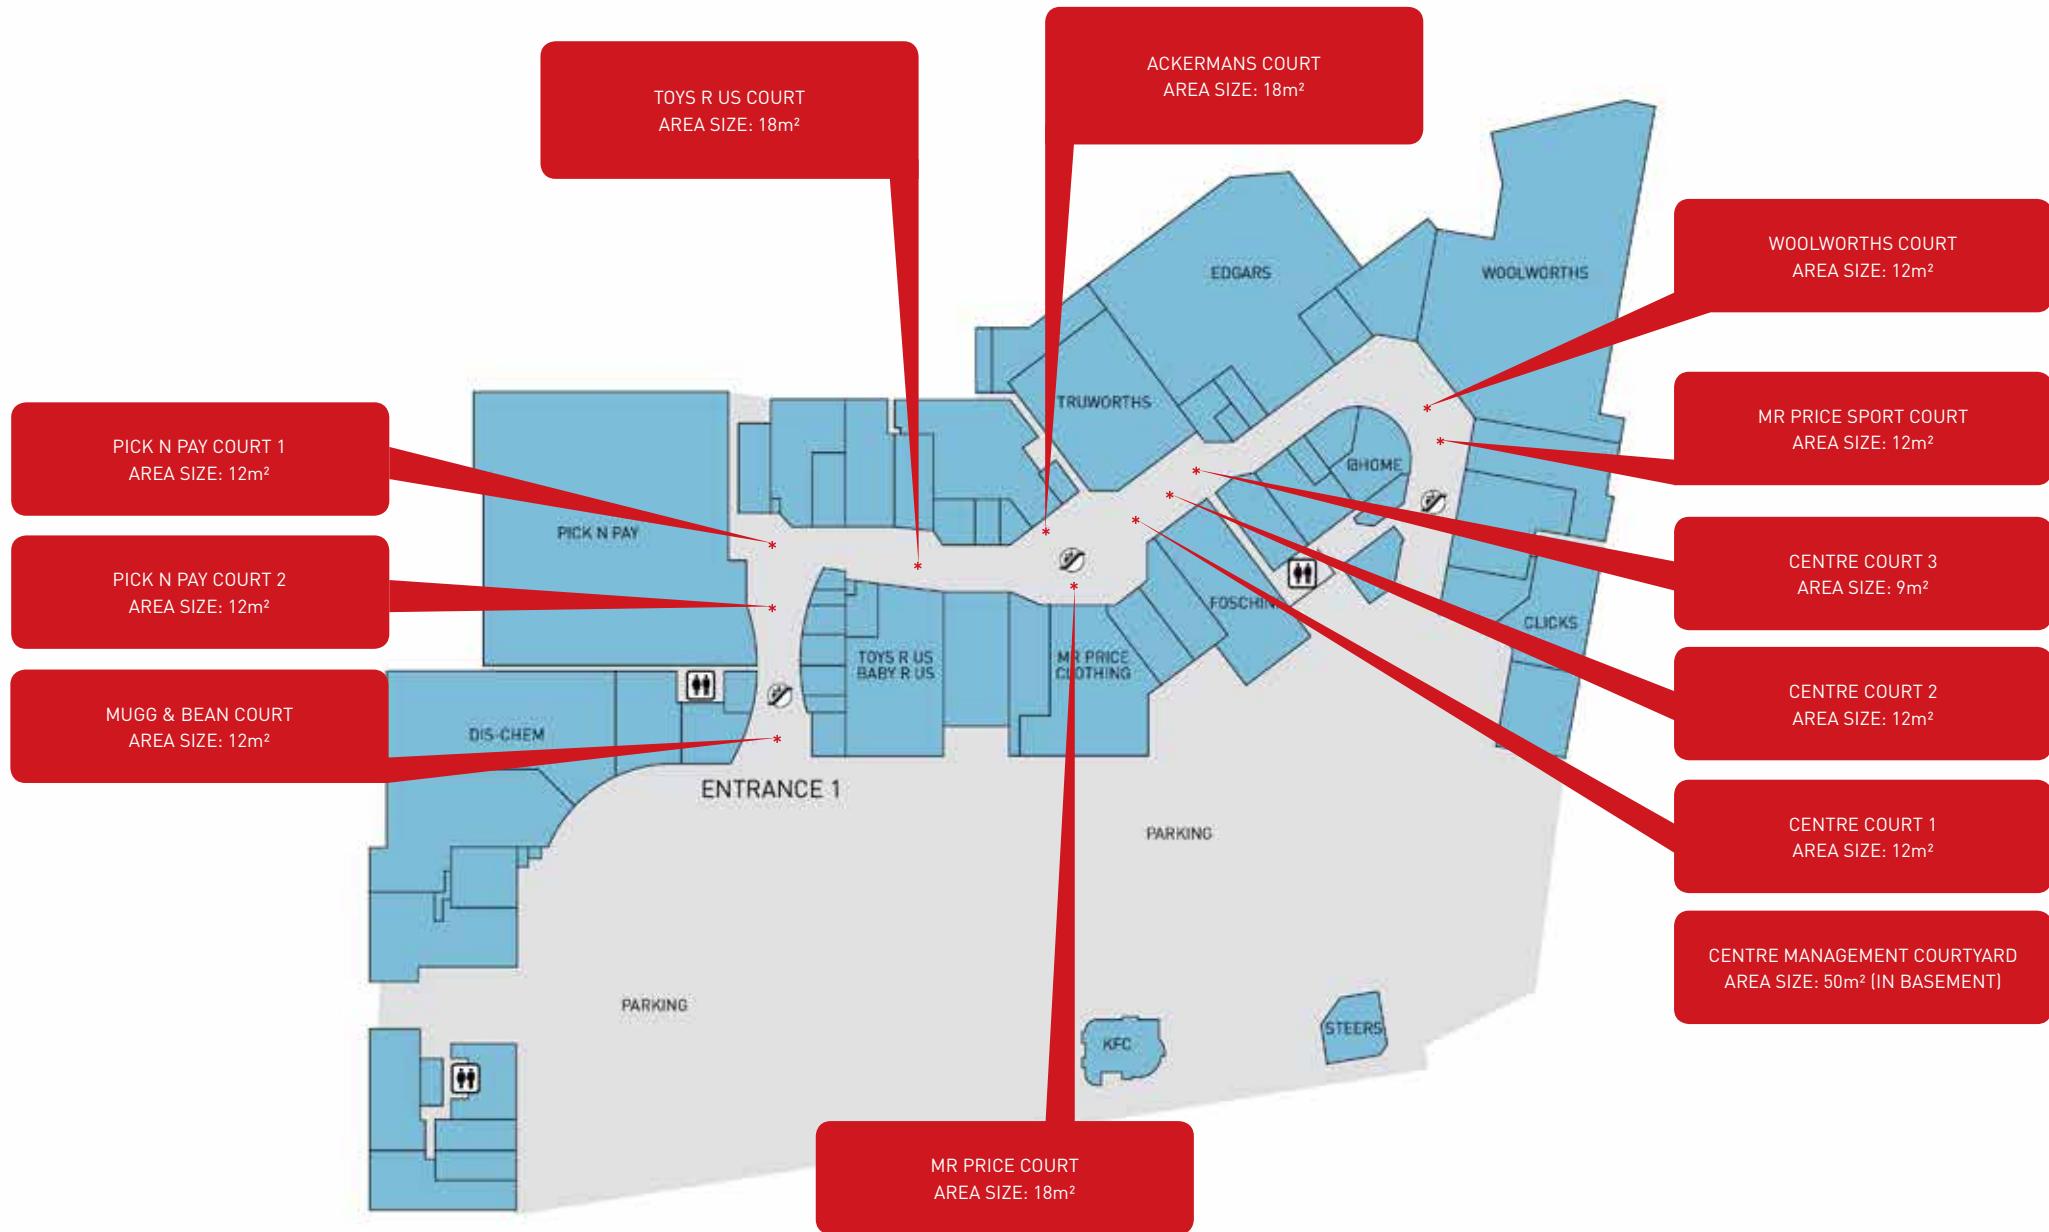 ACKERMANS COURT
AREA SIZE: 18m²
TOYS R US COURT
AREA SIZE: 18m²
WOOLWORTHS COURT
AREA SIZE: 12m²
EDGARS
WOOLWORTHS
TRUWORTHS
MR PRICE SPORT COURT
AREA SIZE: 12m²
PICK N PAY COURT 1
AREA SIZE: 12m²
@HOME
PICK N PAY
CENTRE COURT 3
AREA SIZE: 9m²
PICK N PAY COURT 2
AREA SIZE: 12m²
FOSCHINI
CLICKS
TOYS R US
BABY R US
MR PRICE
CLOTHING
CENTRE COURT 2
AREA SIZE: 12m²
MUGG & BEAN COURT
AREA SIZE: 12m²
DIS-CHEM
ENTRANCE 1
PARKING
CENTRE COURT 1
AREA SIZE: 12m²
CENTRE MANAGEMENT COURTYARD
AREA SIZE: 50m² (IN BASEMENT)
PARKING
KFC
STEERS
MR PRICE COURT
AREA SIZE: 18m²